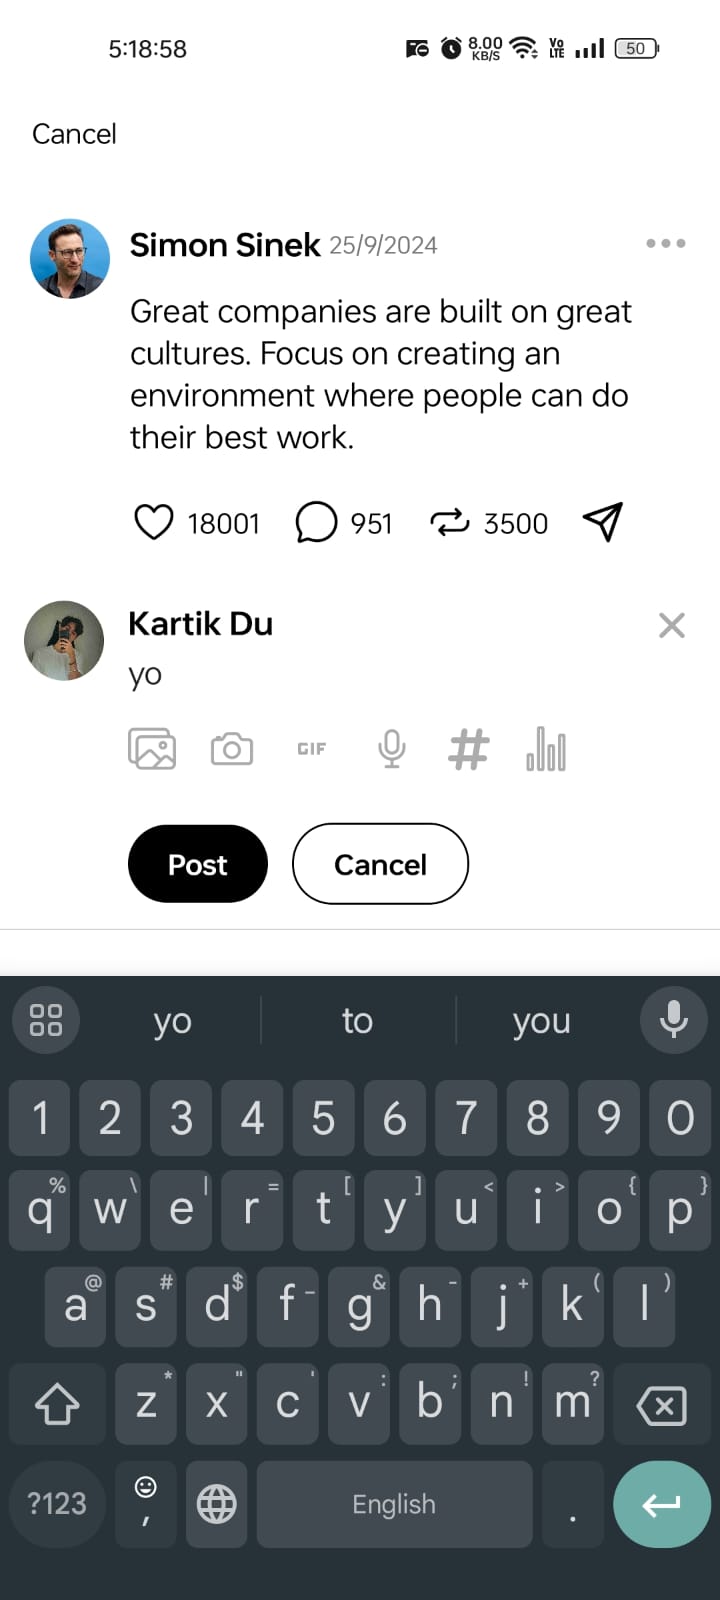 5:18:58
8.00 KB/S Vo LTE 50
Cancel
Simon Sinek 25/9/2024
Great companies are built on great
cultures. Focus on creating an
environment where people can do
their best work.
18001 951 3500
Kartik Du
yo
GIF #
Post Cancel
yo to you
1 2 3 4 5 6 7 8 9 0
% \ | = [ ] < > { }
q w e r t y u i o p
@ # $ _ & - + ( )
a s d f g h j k l
* " ' : ; ! ?
z x c v b n m
?123 , English .